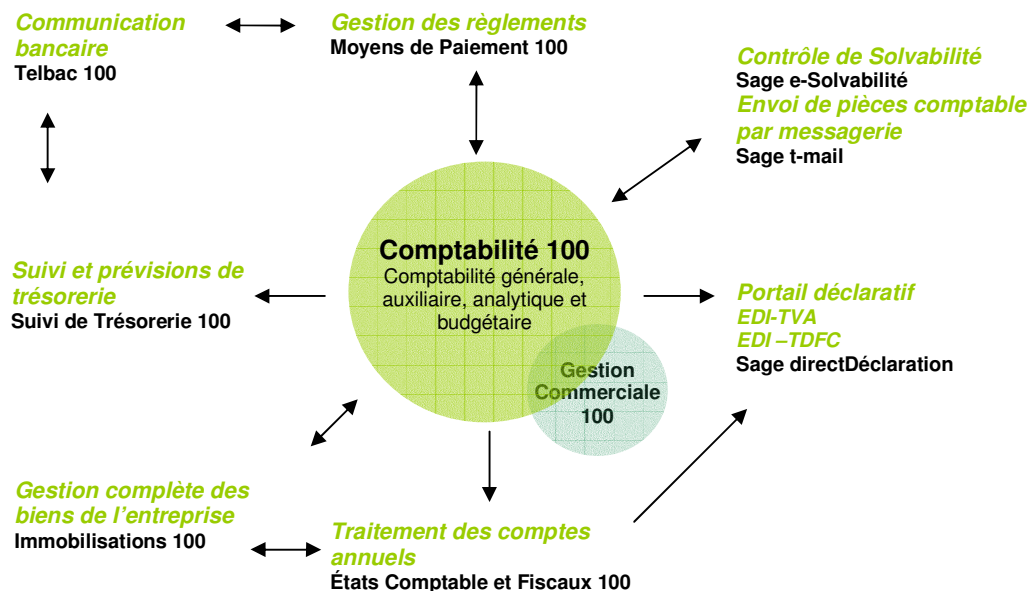 Communication
bancaire
Telbac 100
Gestion des règlements
Moyens de Paiement 100
Contrôle de Solvabilité
Sage e-Solvabilité
Envoi de pièces comptable
par messagerie
Sage t-mail
Comptabilité 100
Comptabilité générale,
auxiliaire, analytique et
budgétaire
Suivi et prévisions de
trésorerie
Suivi de Trésorerie 100
Portail déclaratif
EDI-TVA
EDI –TDFC
Sage directDéclaration
Gestion
Commerciale
100
Gestion complète des
biens de l'entreprise
Immobilisations 100
Traitement des comptes
annuels
États Comptable et Fiscaux 100